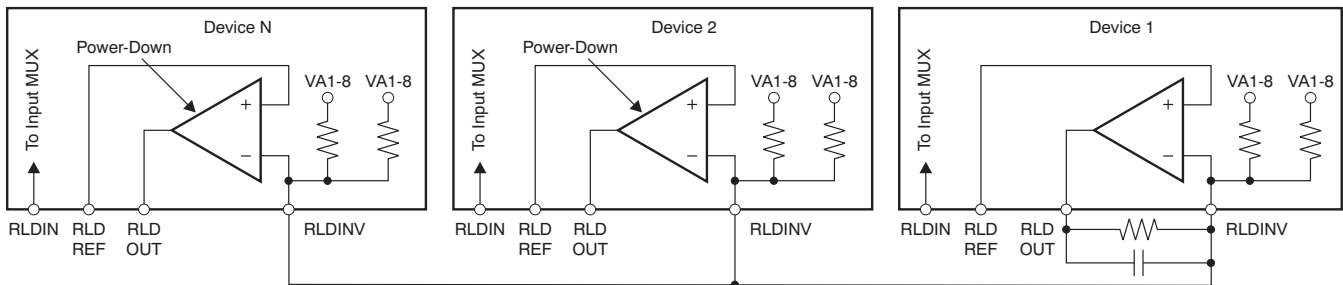 Device N
To Input MUX
Power-Down
VA1-8 VA1-8
+
−
RLDIN RLD REF RLD OUT RLDINV
Device 2
To Input MUX
Power-Down
VA1-8 VA1-8
+
−
RLDIN RLD REF RLD OUT RLDINV
Device 1
To Input MUX
VA1-8 VA1-8
+
−
RLDIN RLD REF RLD OUT RLDINV